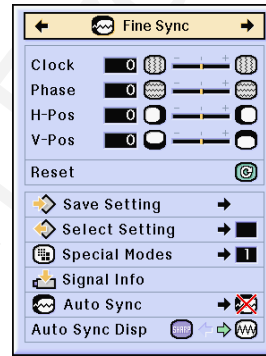 Fine Sync
Clock 0 - +
Phase 0 - +
H-Pos 0 - +
V-Pos 0 - +
Reset
Save Setting
Select Setting
Special Modes 1
Signal Info
Auto Sync
Auto Sync Disp